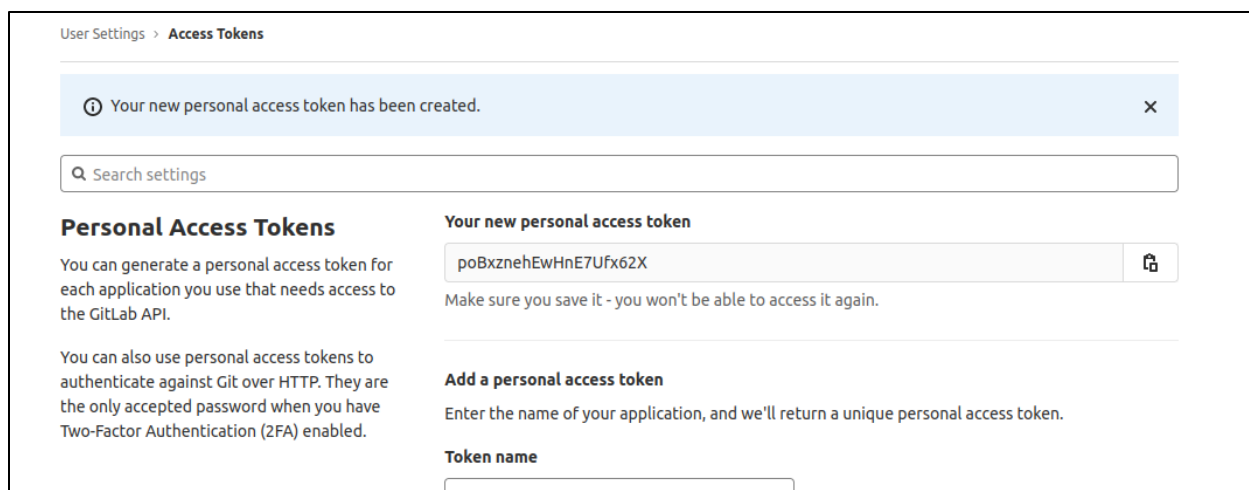 User Settings > Access Tokens
Your new personal access token has been created.
Search settings
Personal Access Tokens
You can generate a personal access token for
each application you use that needs access to
the GitLab API.
You can also use personal access tokens to
authenticate against Git over HTTP. They are
the only accepted password when you have
Two-Factor Authentication (2FA) enabled.
Your new personal access token
poBxznehEwHnE7Ufx62X
Make sure you save it - you won't be able to access it again.
Add a personal access token
Enter the name of your application, and we'll return a unique personal access token.
Token name